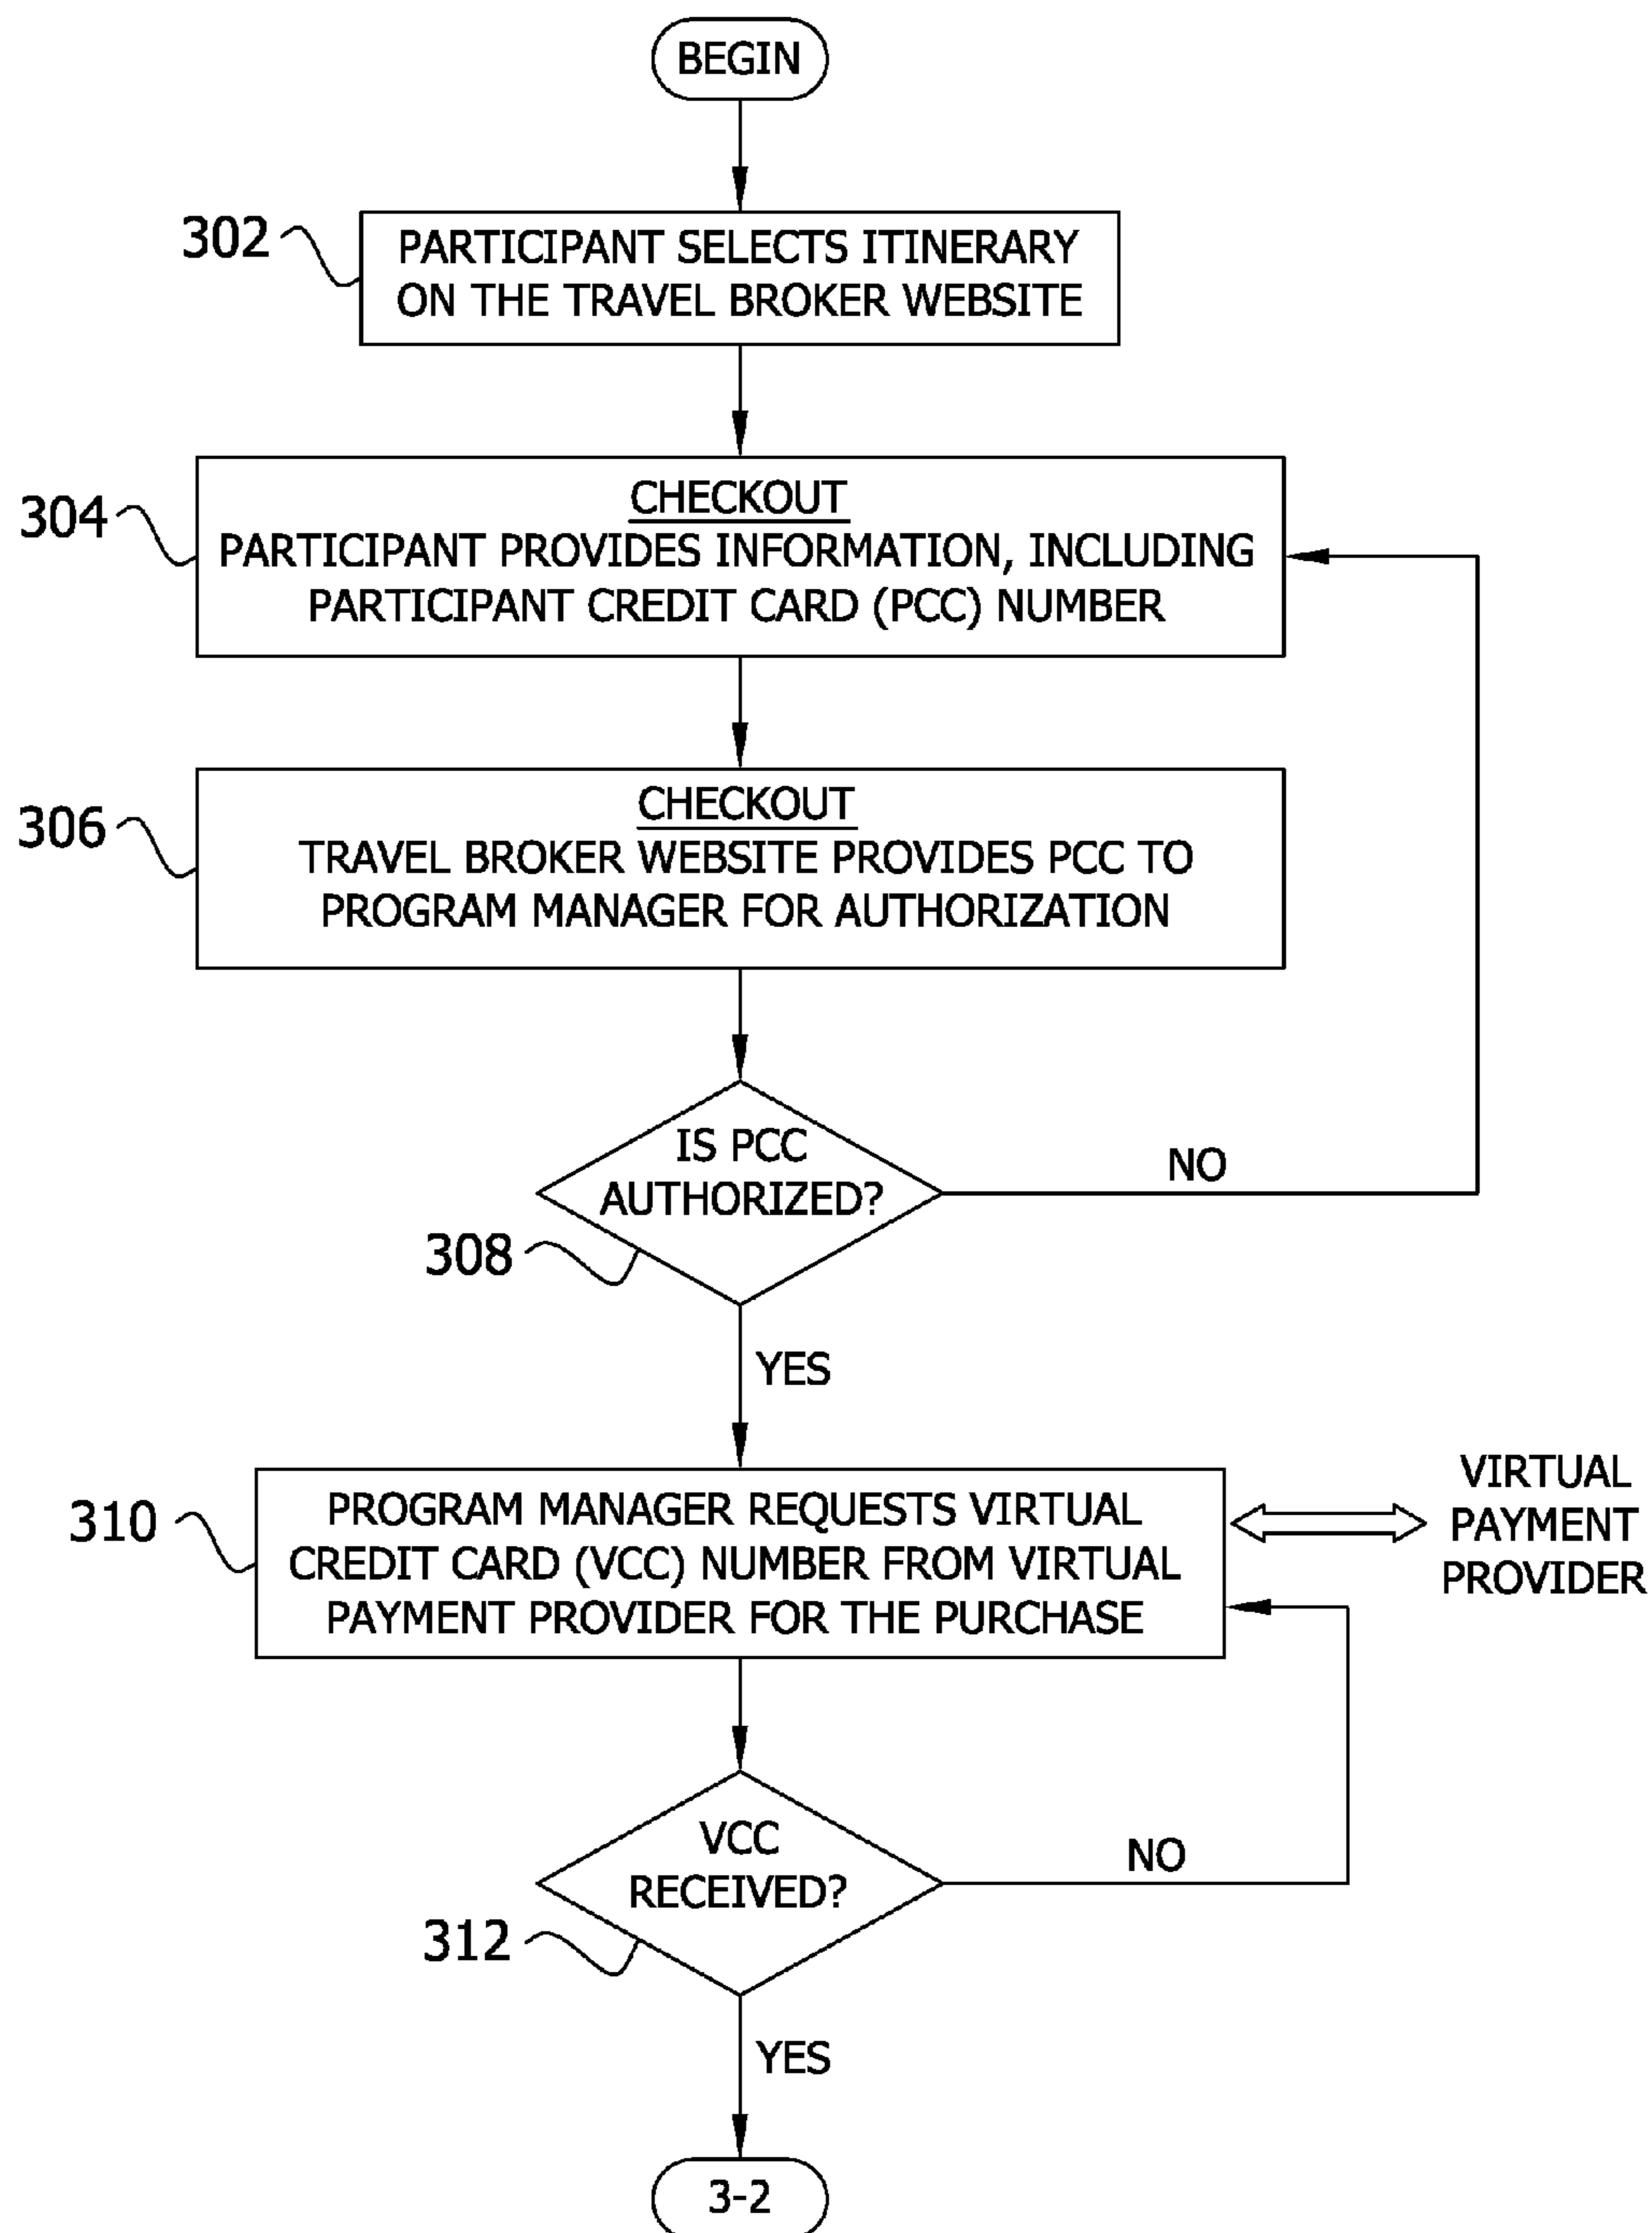 BEGIN
302
PARTICIPANT SELECTS ITINERARY
ON THE TRAVEL BROKER WEBSITE
304
CHECKOUT
PARTICIPANT PROVIDES INFORMATION, INCLUDING
PARTICIPANT CREDIT CARD (PCC) NUMBER
306
CHECKOUT
TRAVEL BROKER WEBSITE PROVIDES PCC TO
PROGRAM MANAGER FOR AUTHORIZATION
IS PCC
AUTHORIZED?
NO
308
YES
310
PROGRAM MANAGER REQUESTS VIRTUAL
CREDIT CARD (VCC) NUMBER FROM VIRTUAL
PAYMENT PROVIDER FOR THE PURCHASE
VIRTUAL
PAYMENT
PROVIDER
VCC
RECEIVED?
NO
312
YES
3-2